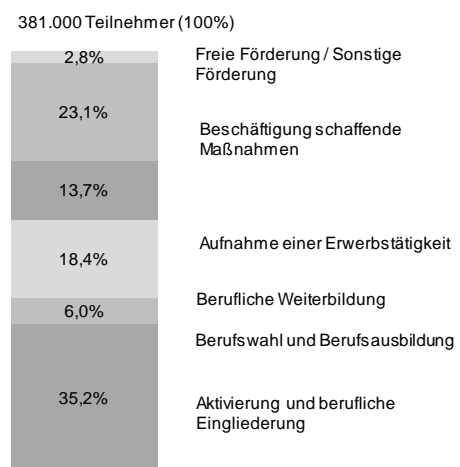 381.000 Teilnehmer (100%)
2,8%
Freie Förderung / Sonstige
Förderung
23,1%
Beschäftigung schaffende
Maßnahmen
13,7%
Aufnahme einer Erwerbstätigkeit
18,4%
Berufliche Weiterbildung
6,0%
Berufswahl und Berufsausbildung
35,2%
Aktivierung und berufliche
Eingliederung